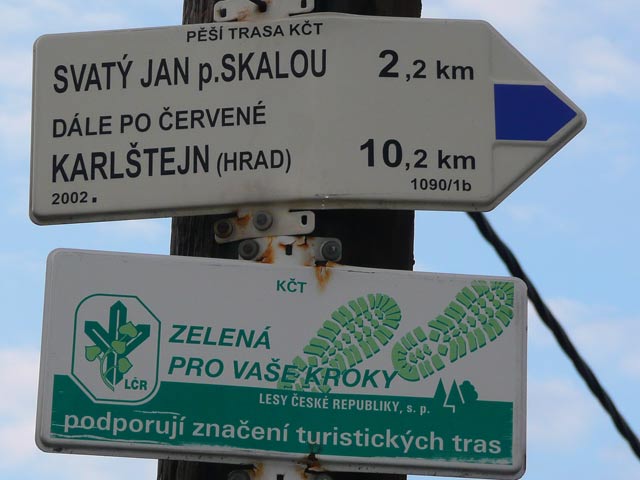 PĚŠÍ TRASA KČT
SVATÝ JAN p.SKALOU 2,2 km
DÁLE PO ČERVENÉ
KARLŠTEJN (HRAD) 10,2 km
2002. 1090/1b
KČT
ZELENÁ
PRO VAŠE KROKY
LČR
LESY ČESKÉ REPUBLIKY, s. p.
podporují značení turistických tras